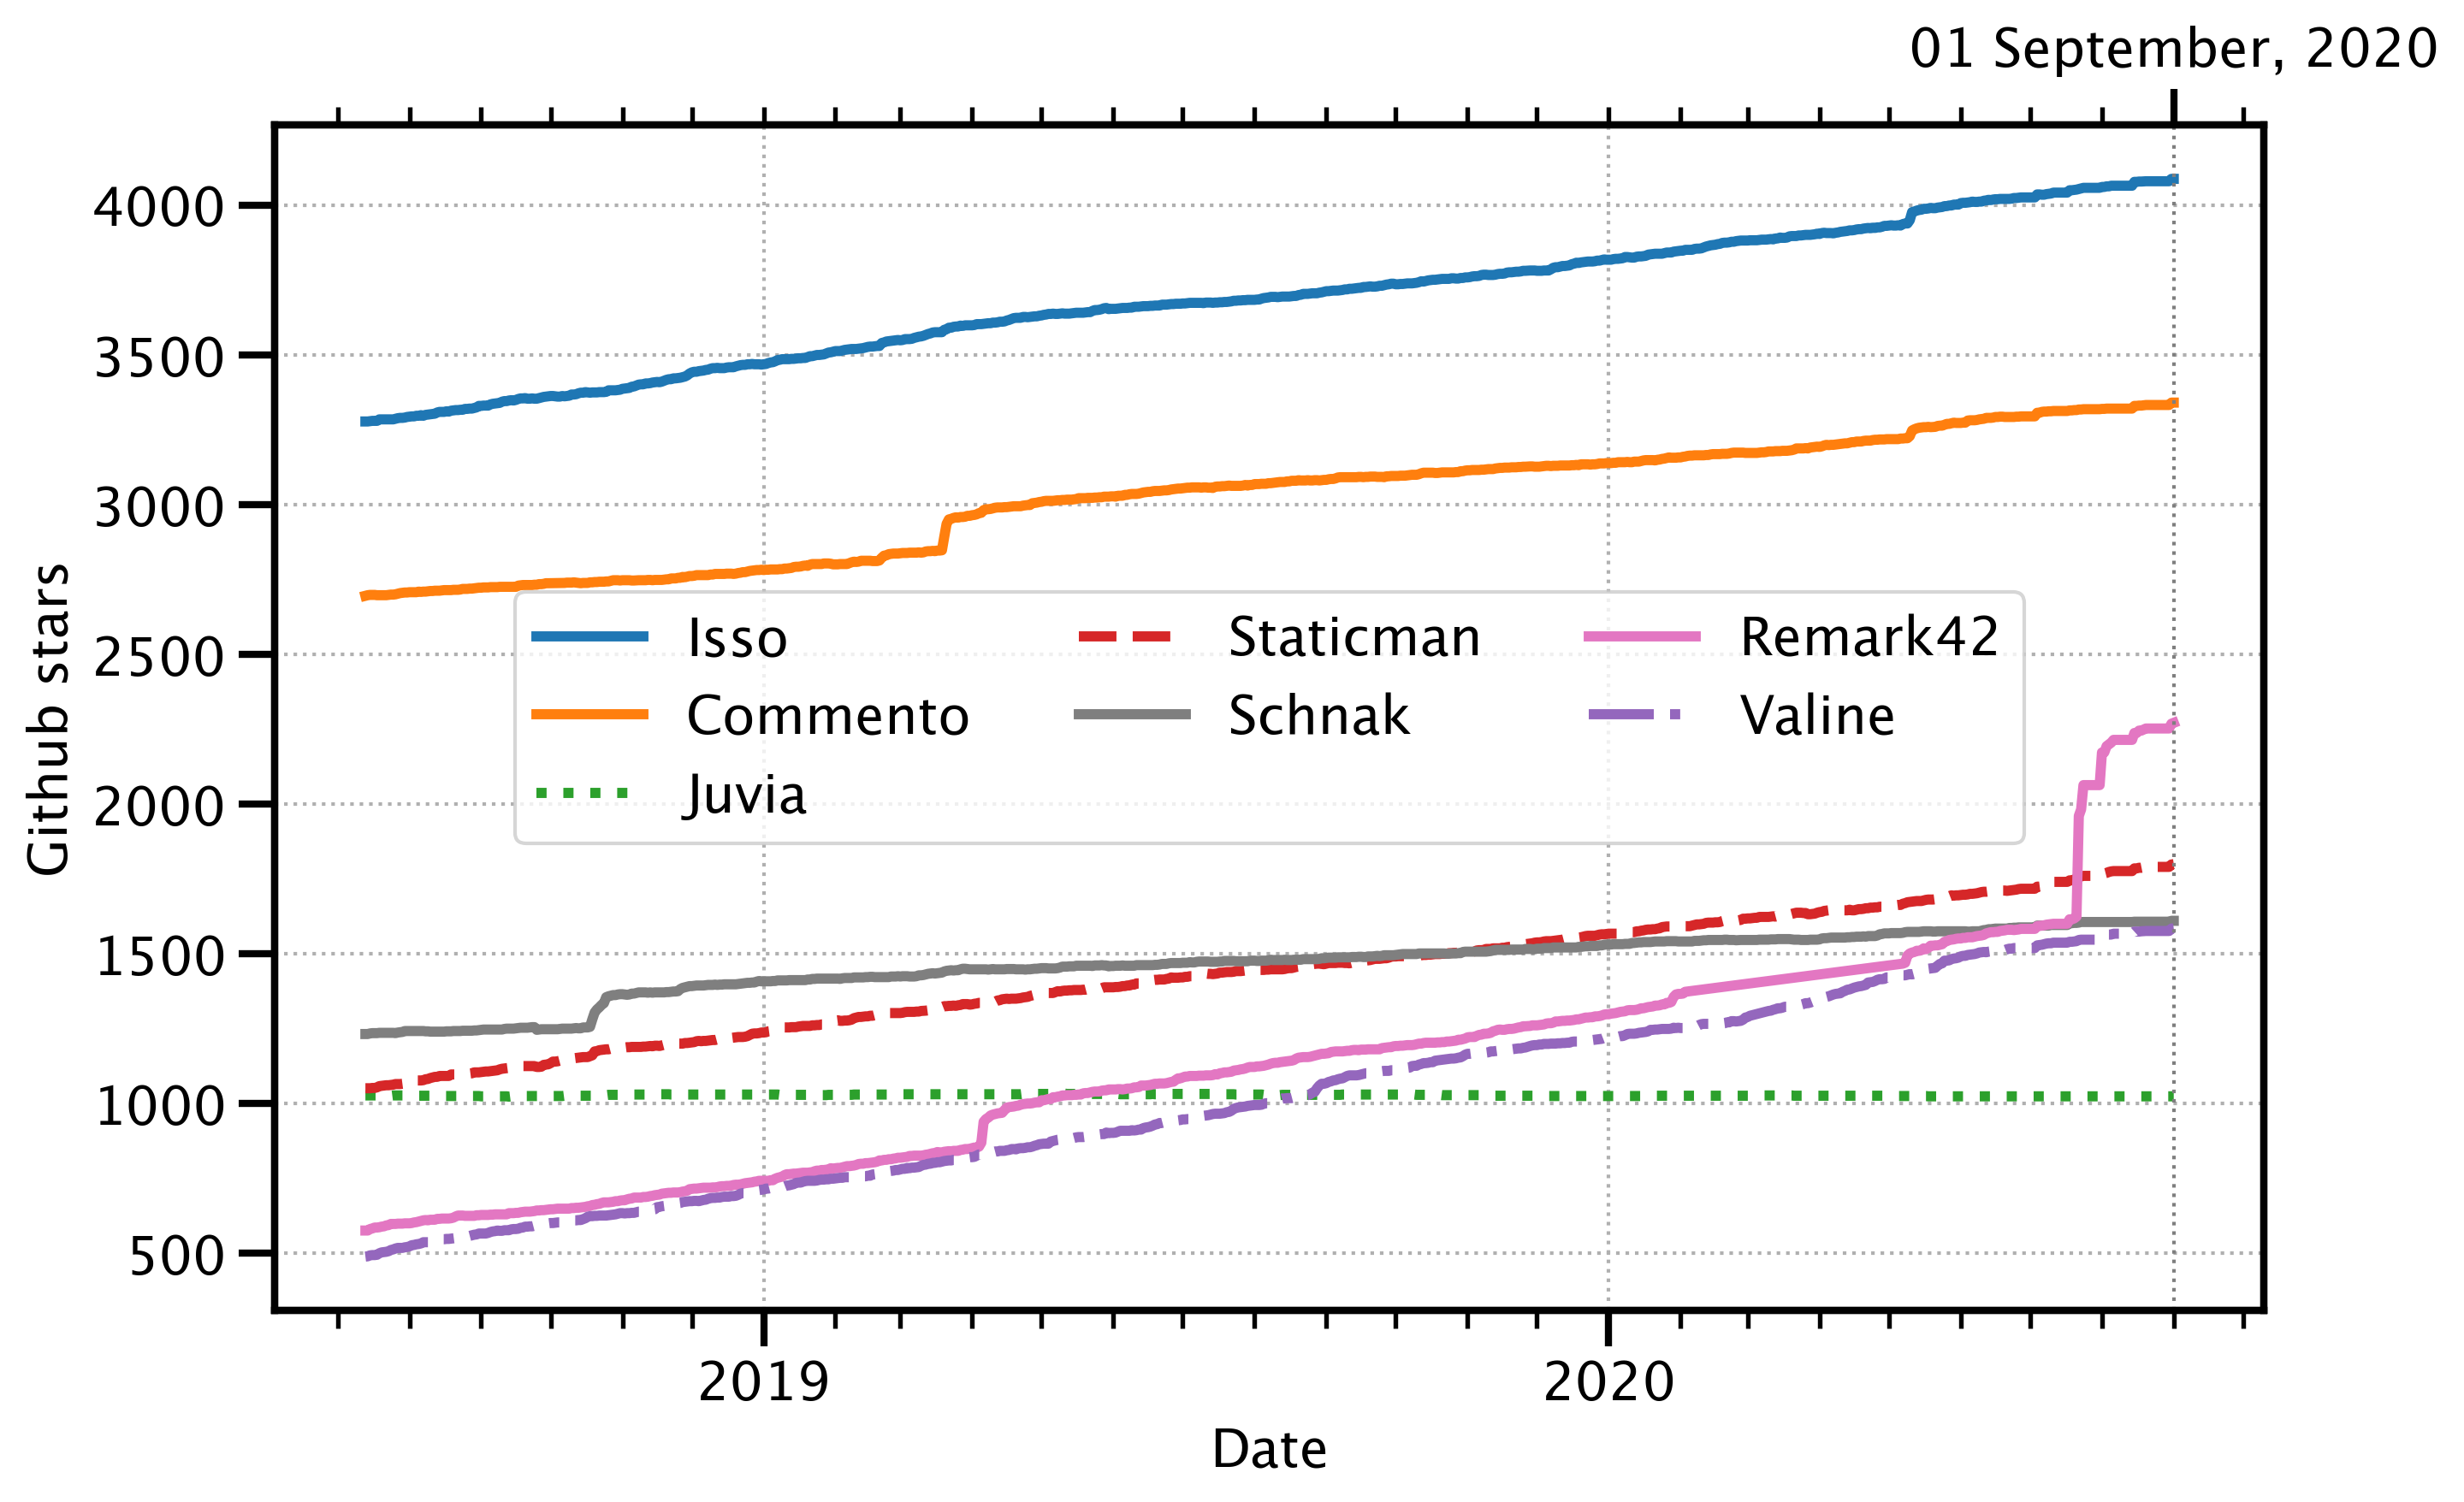 01 September, 2020
4000
3500
3000
2500
2000
1500
1000
500
Github stars
Isso
Commento
Juvia
Staticman
Schnak
Remark42
Valine
2019
2020
Date